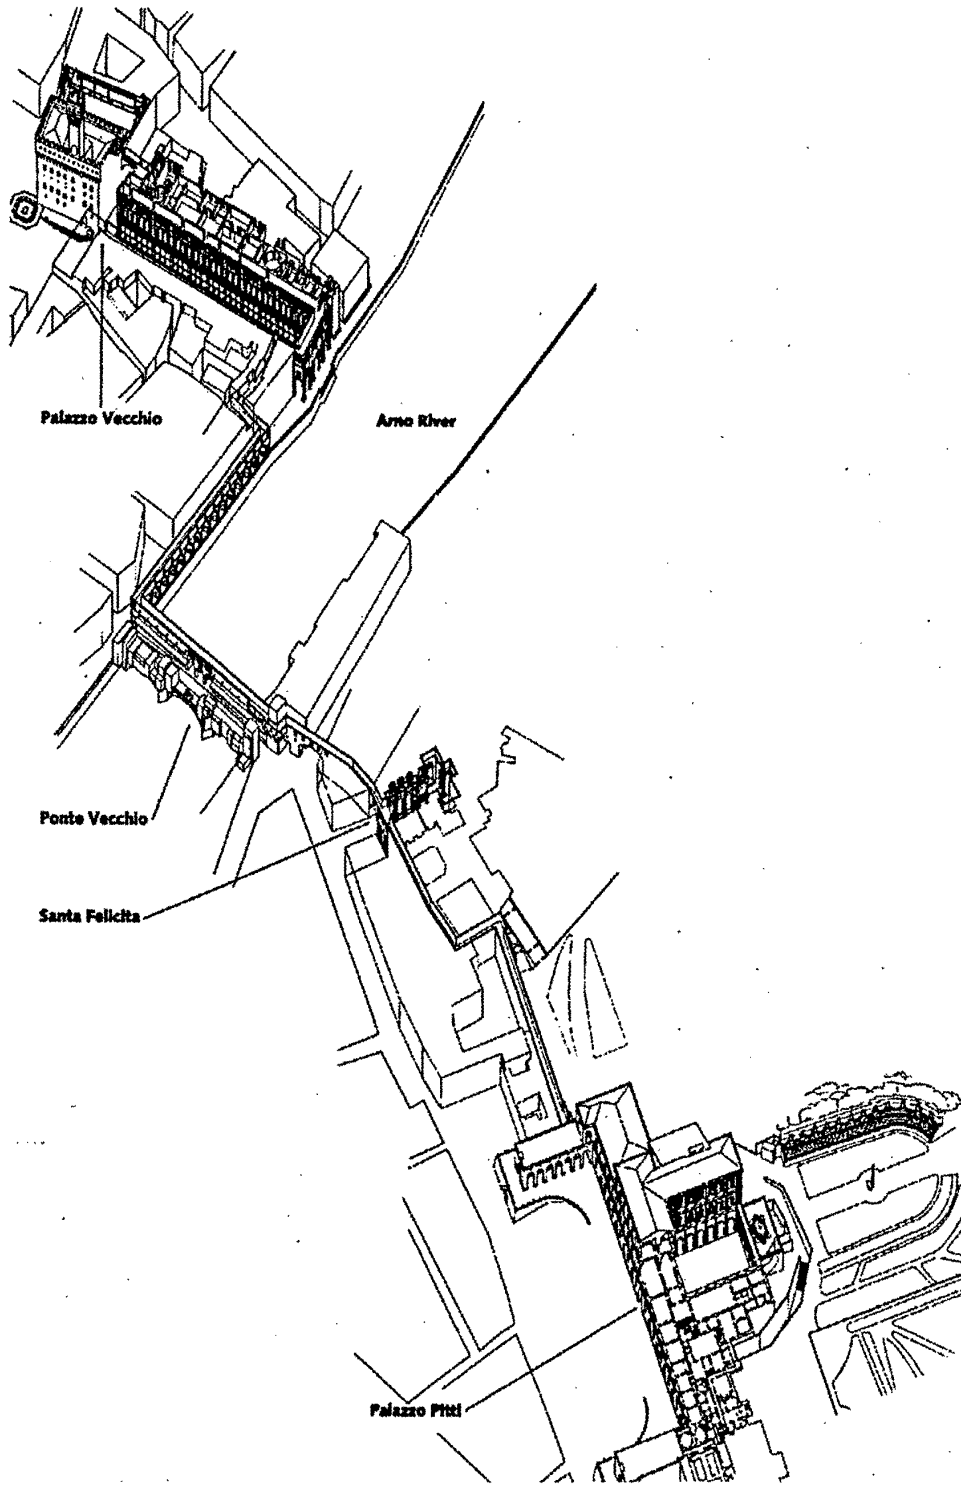 Palazzo Vecchio
Arno River
Ponte Vecchio
Santa Felicita
Palazzo Pitti